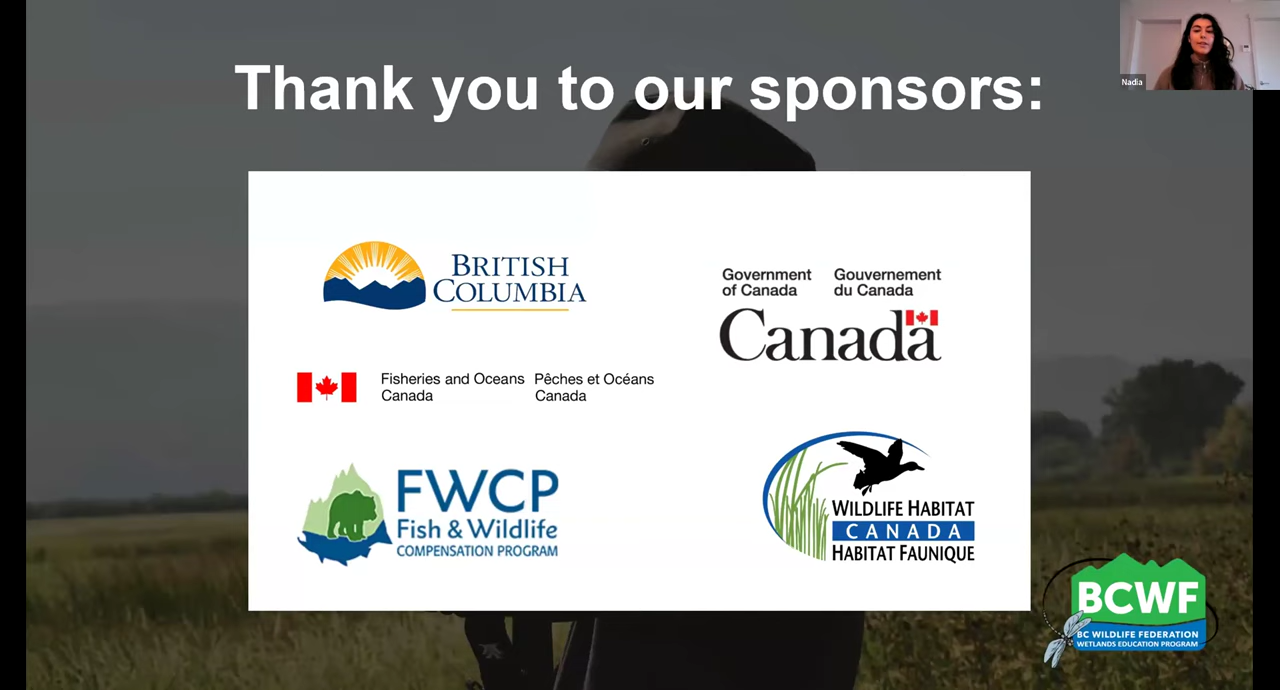 Thank you to our sponsors:
Nadia
BRITISH
COLUMBIA
Government
of Canada
Gouvernement
du Canada
Canada
Fisheries and Oceans
Canada
Pêches et Océans
Canada
FWCP
Fish & Wildlife
COMPENSATION PROGRAM
WILDLIFE HABITAT
CANADA
HABITAT FAUNIQUE
BCWF
BC WILDLIFE FEDERATION
WETLANDS EDUCATION PROGRAM